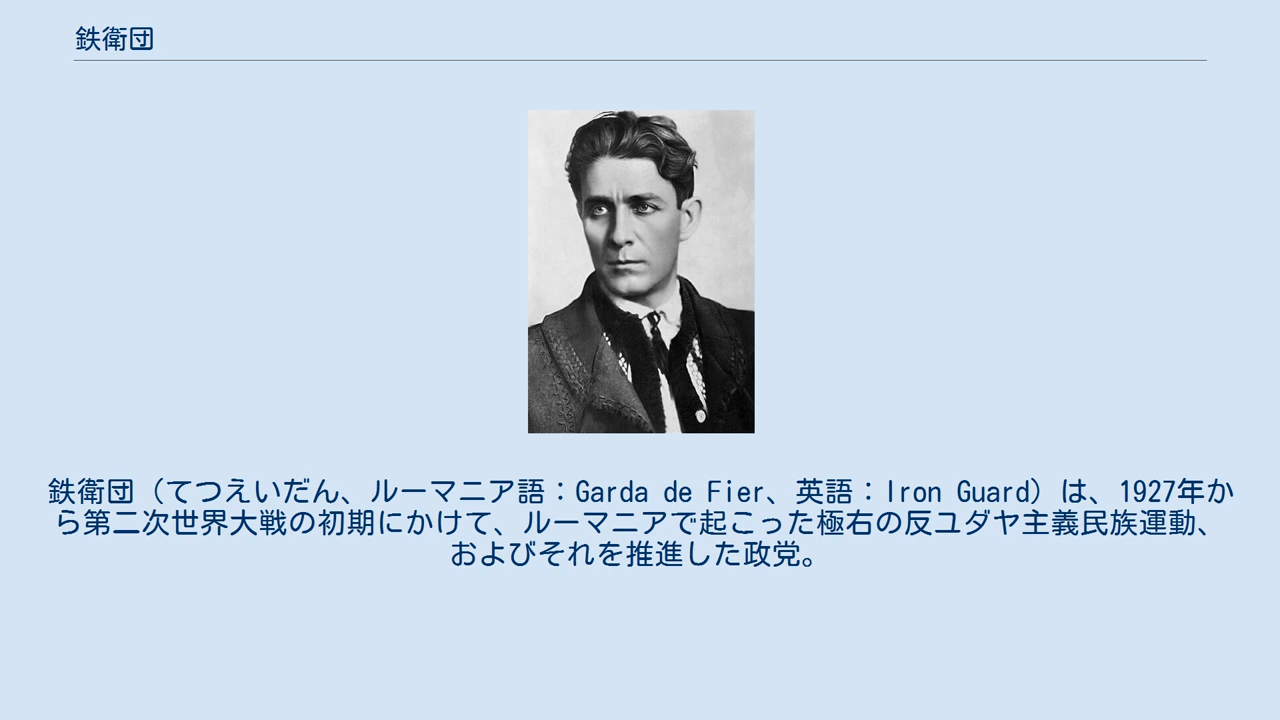 鉄衛団
鉄衛団（てつえいだん、ルーマニア語：Garda de Fier、英語：Iron Guard）は、1927年か
ら第二次世界大戦の初期にかけて、ルーマニアで起こった極右の反ユダヤ主義民族運動、
およびそれを推進した政党。